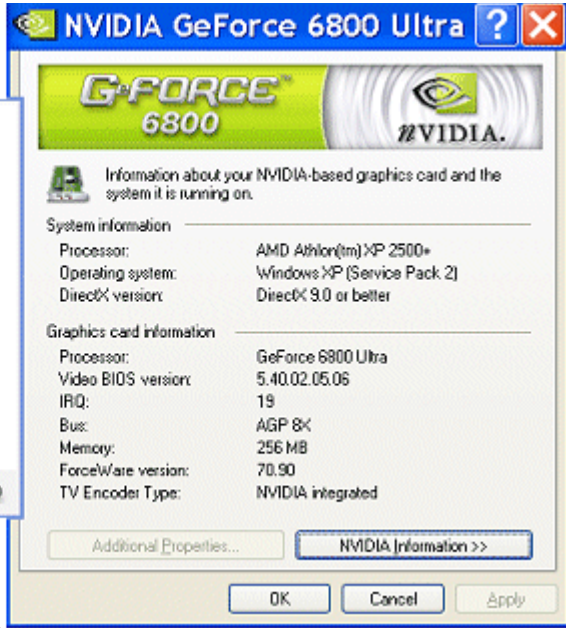 NVIDIA GeForce 6800 Ultra
G-FORCE™
6800
nVIDIA.
Information about your NVIDIA-based graphics card and the
system it is running on.
System information
Processor: AMD Athlon(tm) XP 2500+
Operating system: Windows XP (Service Pack 2)
DirectX version: DirectX 9.0 or better
Graphics card information
Processor: GeForce 6800 Ultra
Video BIOS version: 5.40.02.05.06
IRQ: 19
Bus: AGP 8X
Memory: 256 MB
ForceWare version: 70.90
TV Encoder Type: NVIDIA integrated
Additional Properties... NVIDIA Information >>
OK Cancel Apply